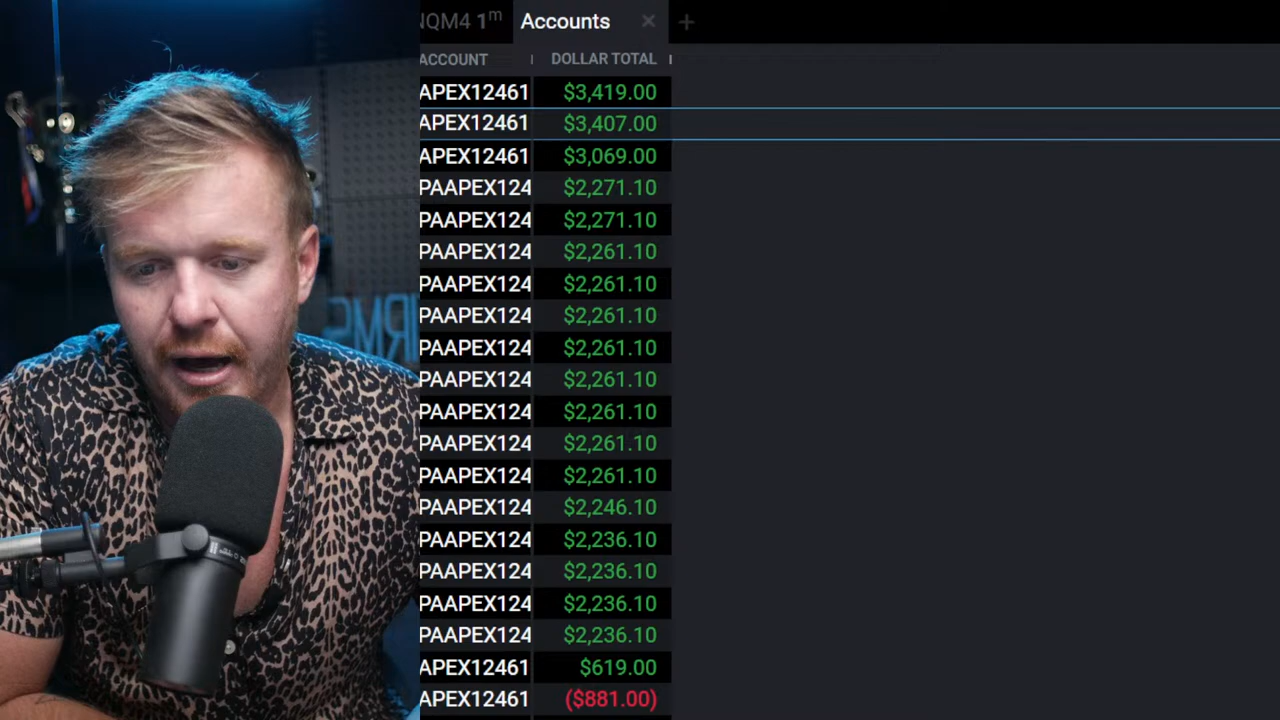 NQM4 1m Accounts × +
ACCOUNT DOLLAR TOTAL
APEX12461 $3,419.00
APEX12461 $3,407.00
APEX12461 $3,069.00
PAAPEX124 $2,271.10
PAAPEX124 $2,271.10
PAAPEX124 $2,261.10
PAAPEX124 $2,261.10
PAAPEX124 $2,261.10
PAAPEX124 $2,261.10
PAAPEX124 $2,261.10
PAAPEX124 $2,261.10
PAAPEX124 $2,261.10
PAAPEX124 $2,261.10
PAAPEX124 $2,246.10
PAAPEX124 $2,236.10
PAAPEX124 $2,236.10
PAAPEX124 $2,236.10
PAAPEX124 $2,236.10
APEX12461 $619.00
APEX12461 ($881.00)